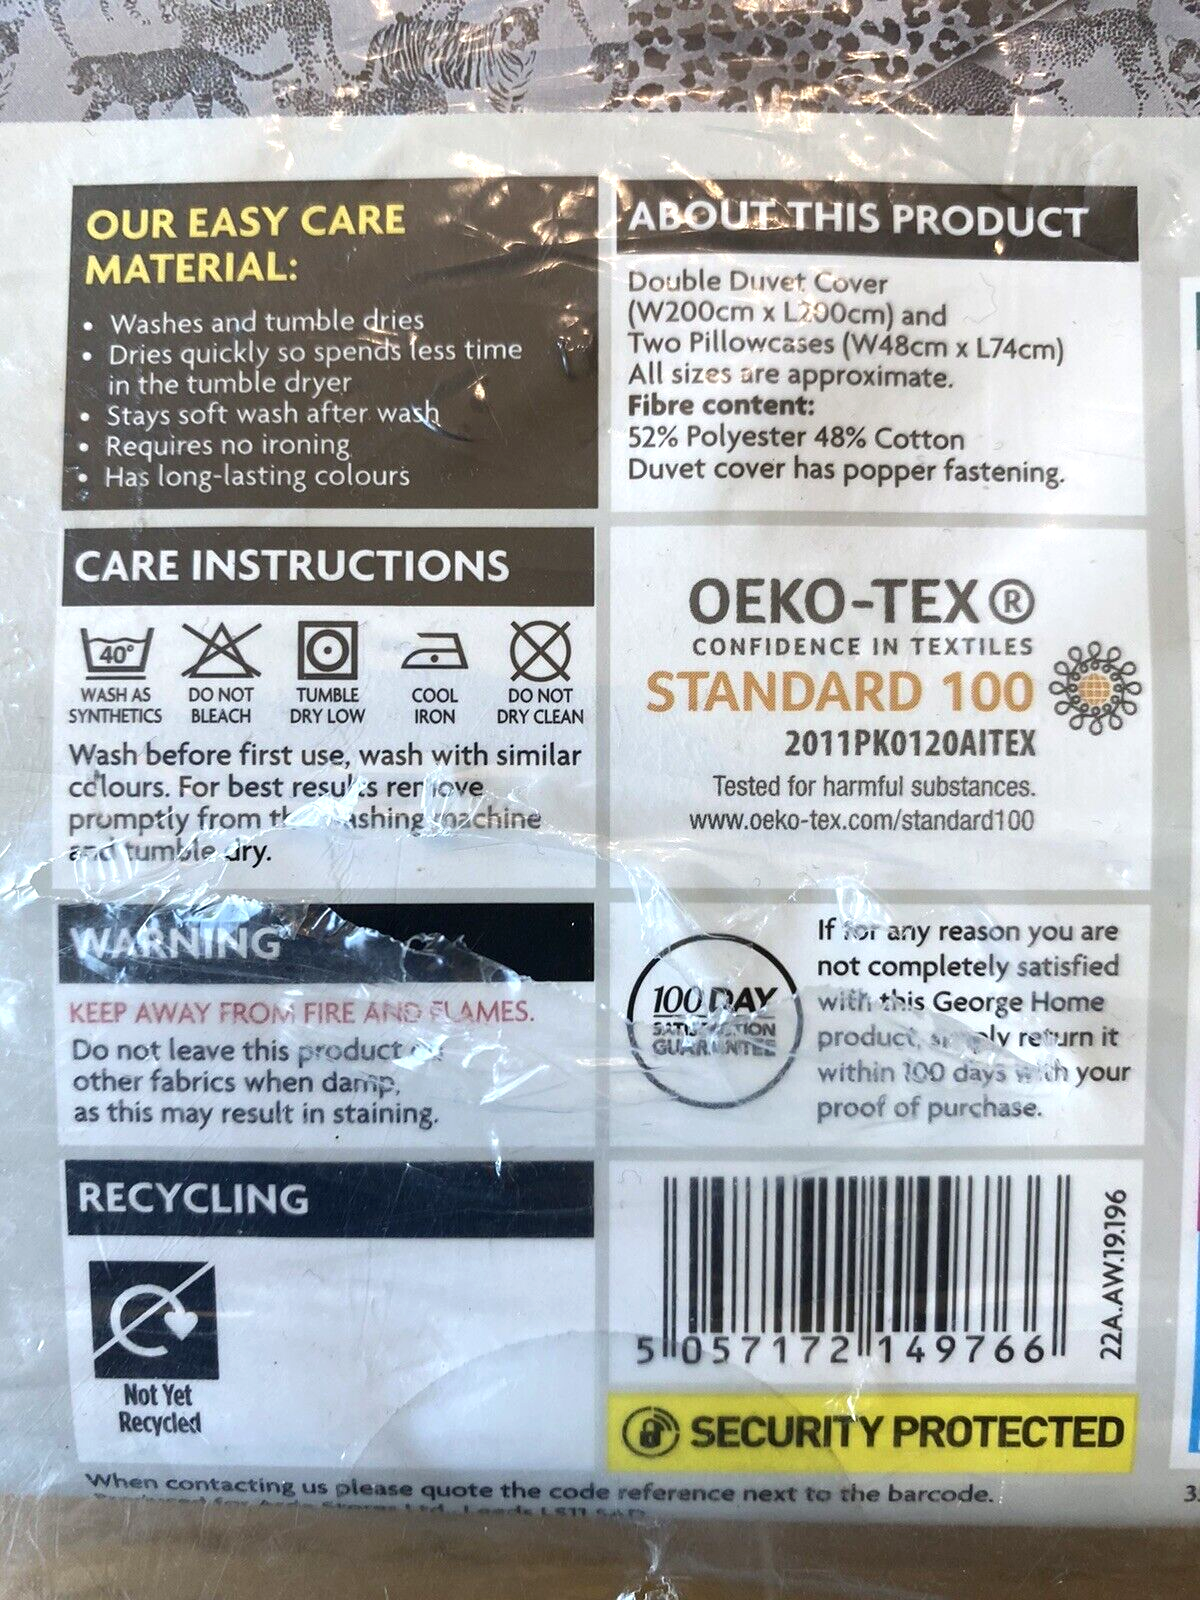 OUR EASY CARE
MATERIAL:
• Washes and tumble dries
• Dries quickly so spends less time
in the tumble dryer
• Stays soft wash after wash
• Requires no ironing
• Has long-lasting colours
ABOUT THIS PRODUCT
Double Duvet Cover
(W200cm x L200cm) and
Two Pillowcases (W48cm x L74cm)
All sizes are approximate.
Fibre content:
52% Polyester 48% Cotton
Duvet cover has popper fastening.
CARE INSTRUCTIONS
40°
WASH AS
SYNTHETICS
DO NOT
BLEACH
TUMBLE
DRY LOW
COOL
IRON
DO NOT
DRY CLEAN
Wash before first use, wash with similar
colours. For best results remove
promptly from the washing machine
and tumble dry.
OEKO-TEX®
CONFIDENCE IN TEXTILES
STANDARD 100
2011PK0120AITEX
Tested for harmful substances.
www.oeko-tex.com/standard100
WARNING
KEEP AWAY FROM FIRE AND FLAMES.
Do not leave this product on
other fabrics when damp,
as this may result in staining.
100 DAY
SATISFACTION
GUARANTEE
If for any reason you are
not completely satisfied
with this George Home
product, simply return it
within 100 days with your
proof of purchase.
RECYCLING
Not Yet
Recycled
5 057172 149766
22A.AW.19.196
SECURITY PROTECTED
When contacting us please quote the code reference next to the barcode.